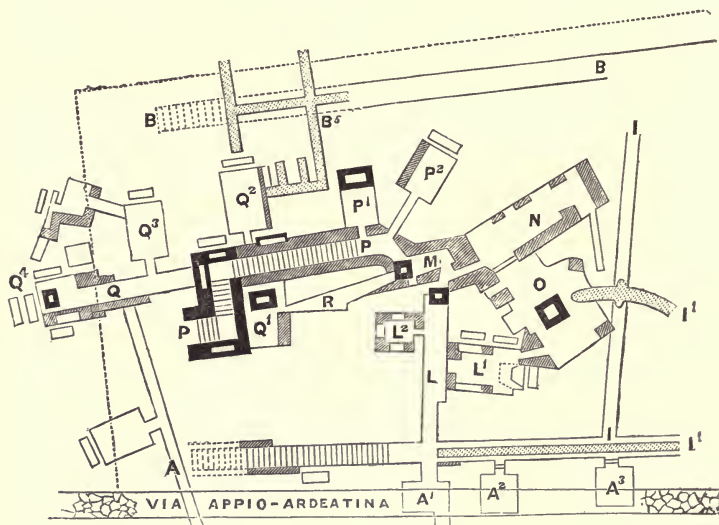 B
B
B⁵
I
Q²
P¹
P²
Q³
P
N
M
O
Q⁴
Q
R
P
Q¹
L²
L
L¹
I¹
I
I¹
A
A¹
A²
A³
VIA APPIO-ARDEATINA